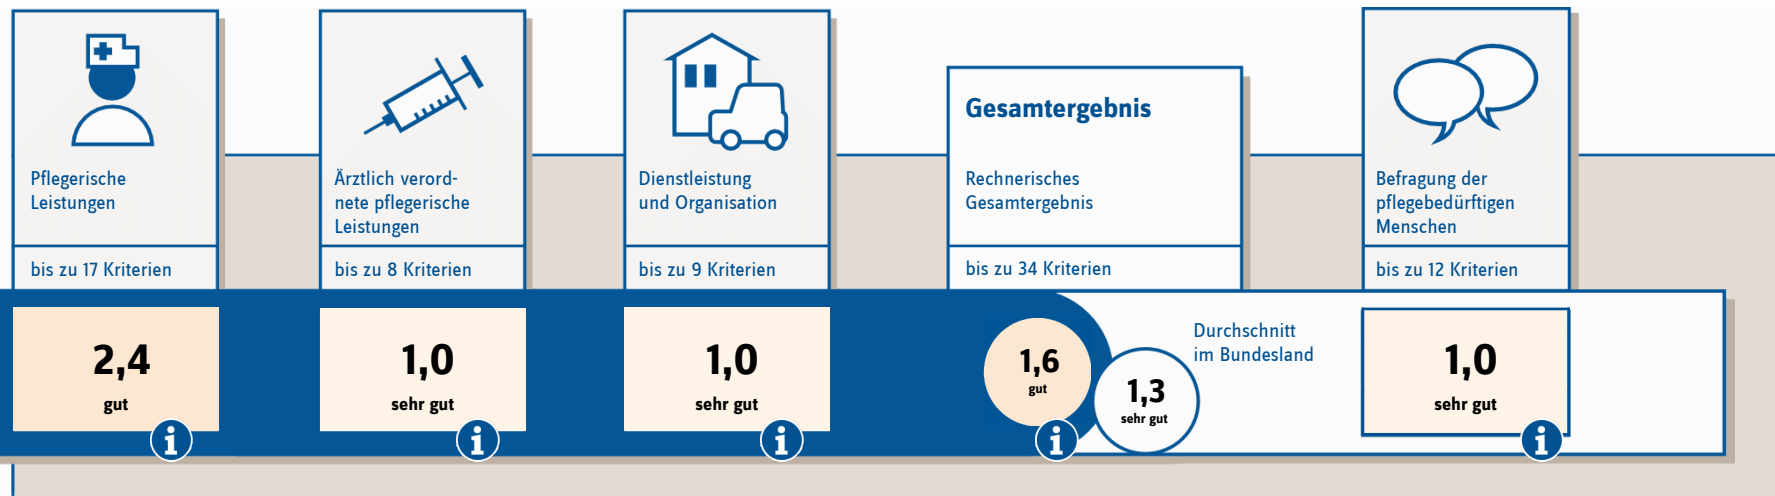 Pflegerische
Leistungen
bis zu 17 Kriterien
2,4
gut
Ärztlich verord-
nete pflegerische
Leistungen
bis zu 8 Kriterien
1,0
sehr gut
Dienstleistung
und Organisation
bis zu 9 Kriterien
1,0
sehr gut
Gesamtergebnis
Rechnerisches
Gesamtergebnis
bis zu 34 Kriterien
1,6
gut
1,3
sehr gut
Durchschnitt
im Bundesland
Befragung der
pflegebedürftigen
Menschen
bis zu 12 Kriterien
1,0
sehr gut